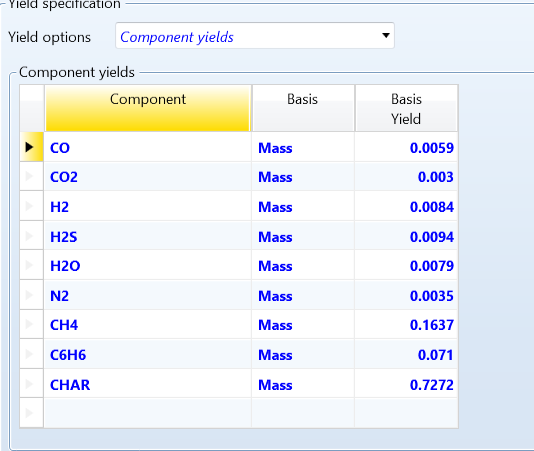 Yield specification
Yield options Component yields
Component yields
Component Basis Basis
Yield
CO Mass 0.0059
CO2 Mass 0.003
H2 Mass 0.0084
H2S Mass 0.0094
H2O Mass 0.0079
N2 Mass 0.0035
CH4 Mass 0.1637
C6H6 Mass 0.071
CHAR Mass 0.7272